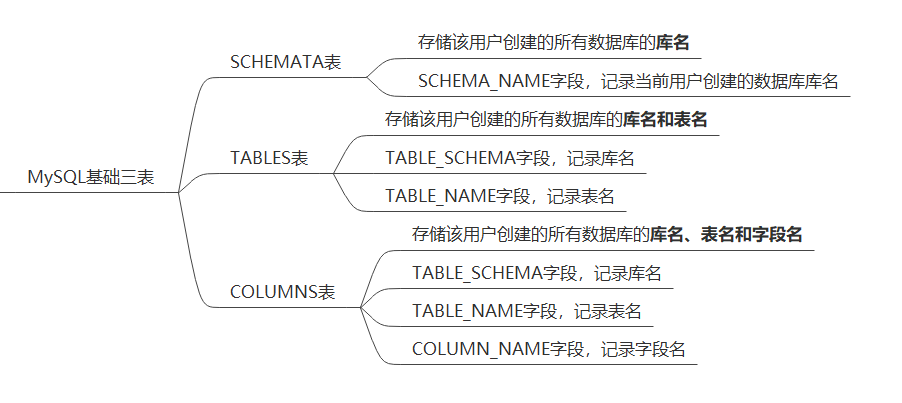 MySQL基础三表
SCHEMATA表
存储该用户创建的所有数据库的库名
SCHEMA_NAME字段，记录当前用户创建的数据库库名
TABLES表
存储该用户创建的所有数据库的库名和表名
TABLE_SCHEMA字段，记录库名
TABLE_NAME字段，记录表名
COLUMNS表
存储该用户创建的所有数据库的库名、表名和字段名
TABLE_SCHEMA字段，记录库名
TABLE_NAME字段，记录表名
COLUMN_NAME字段，记录字段名